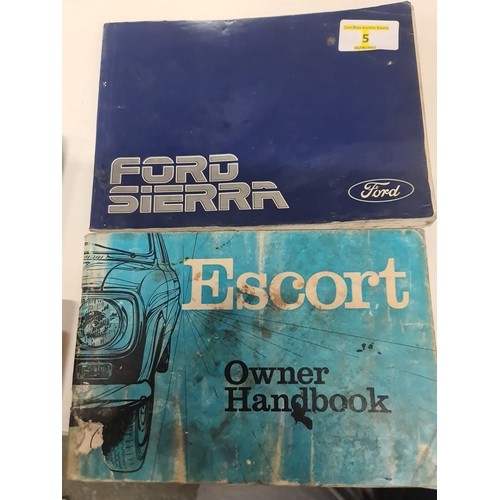 5
FORD
SIERRA
Ford
Escort
Owner
Handbook